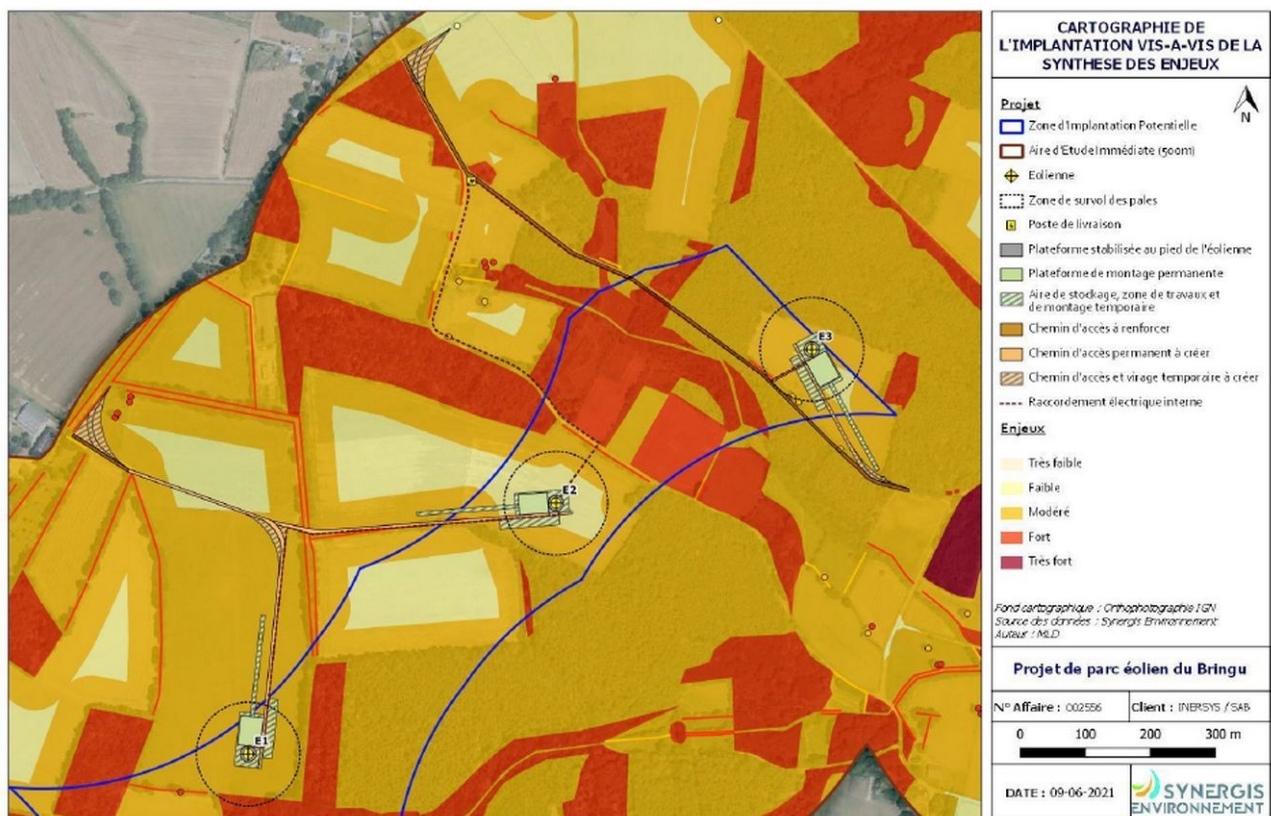 CARTOGRAPHIE DE
L'IMPLANTATION VIS-A-VIS DE LA
SYNTHESE DES ENJEUX
Projet
N
Zone d'Implantation Potentielle
Aire d'Etude Immédiate (500m)
Eolienne
Zone de survol des pales
Poste de livraison
Plateforme stabilisée au pied de l'éolienne
Plateforme de montage permanente
Aire de stockage, zone de travaux et
de montage temporaire
Chemin d'accès à renforcer
Chemin d'accès permanent à créer
Chemin d'accès et virage temporaire à créer
Raccordement électrique interne
Enjeux
Très faible
Faible
Modéré
Fort
Très fort
Fond cartographique : Orthophotographie IGN
Source des données : Synergis Environnement
Auteur : MLD
Projet de parc éolien du Bringu
N° Affaire : 002556
Client : INERSYS / SAB
0 100 200 300 m
DATE : 09-06-2021
SYNERGIS
ENVIRONNEMENT
E3
E2
E1